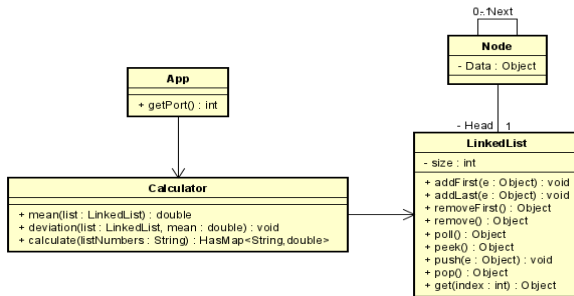 0..1
- Next
Node
- Data : Object
App
+ getPort() : int
- Head
1
LinkedList
- size : int
+ addFirst(e : Object) : void
+ addLast(e : Object) : void
+ removeFirst() : Object
+ remove() : Object
+ poll() : Object
+ peek() : Object
+ push(e : Object) : void
+ pop() : Object
+ get(index : int) : Object
Calculator
+ mean(list : LinkedList) : double
+ deviation(list : LinkedList, mean : double) : void
+ calculate(listNumbers : String) : HasMap<String,double>